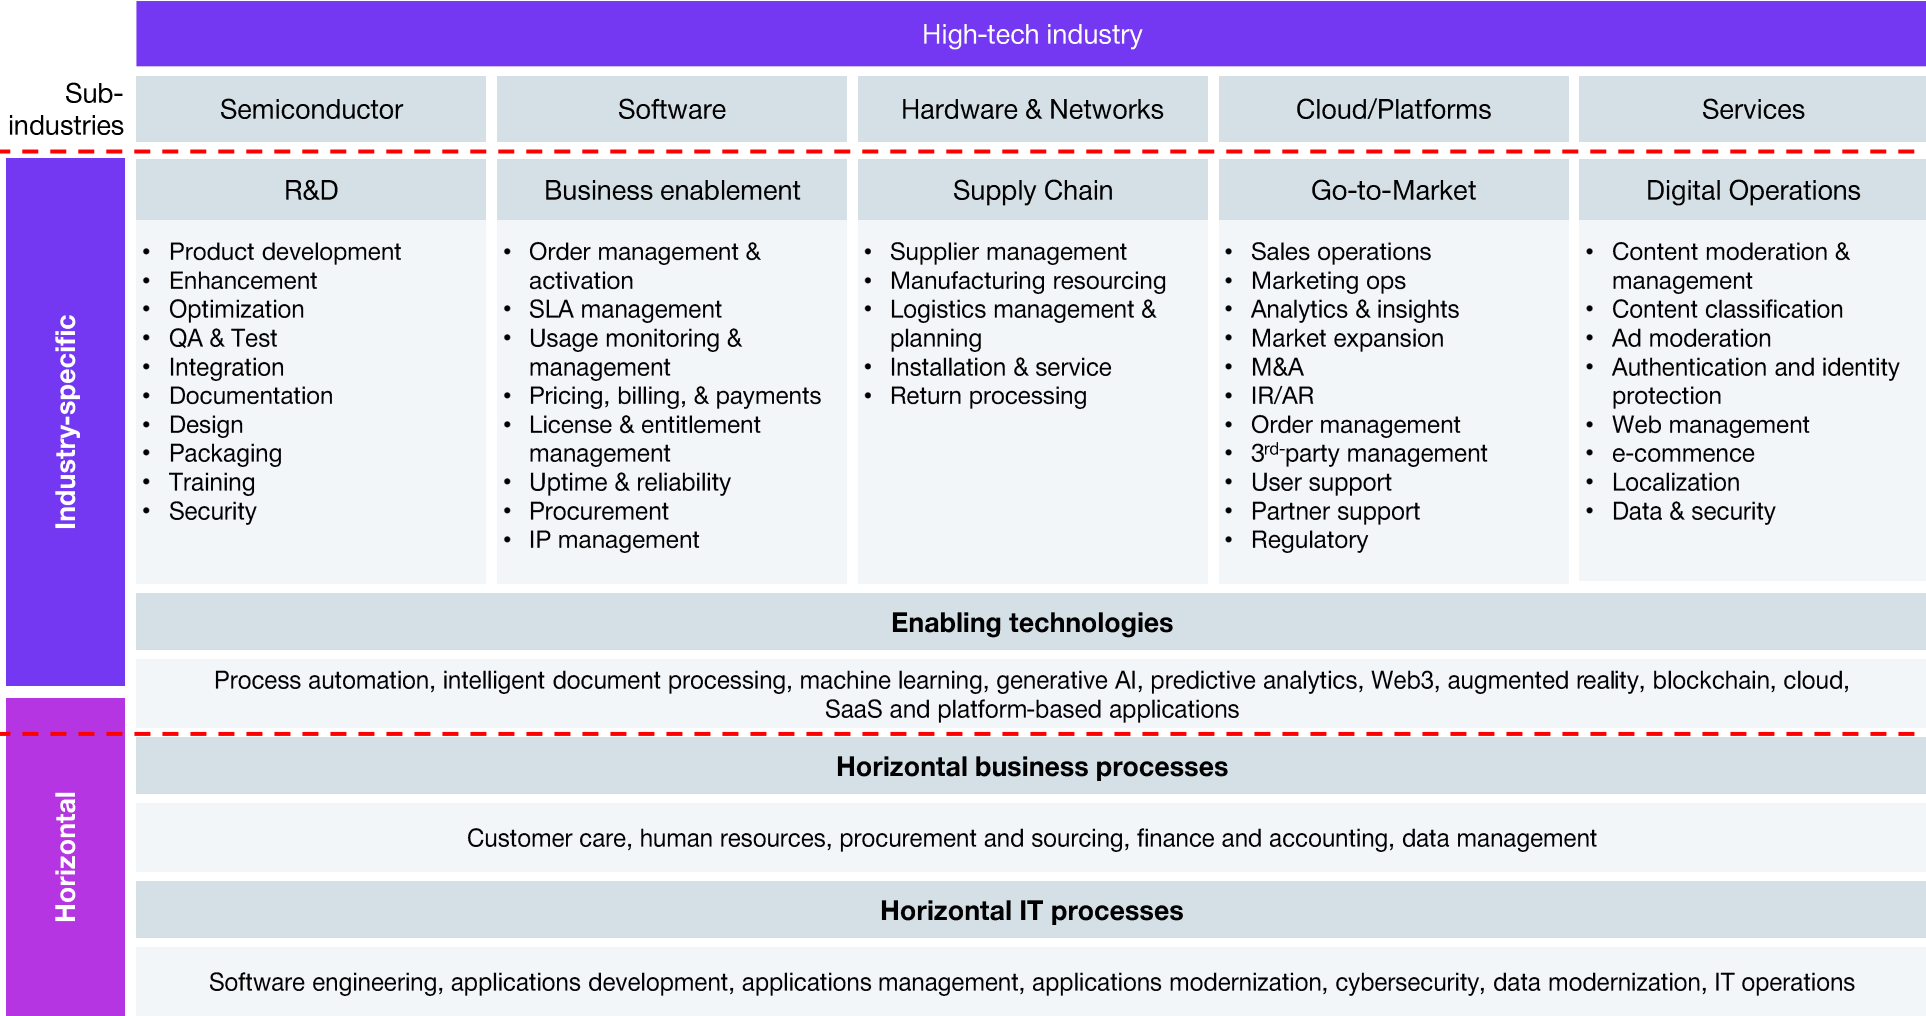 High-tech industry
Sub-
industries
Semiconductor
Software
Hardware & Networks
Cloud/Platforms
Services
Industry-specific
R&D
• Product development
• Enhancement
• Optimization
• QA & Test
• Integration
• Documentation
• Design
• Packaging
• Training
• Security
Business enablement
• Order management &
activation
• SLA management
• Usage monitoring &
management
• Pricing, billing, & payments
• License & entitlement
management
• Uptime & reliability
• Procurement
• IP management
Supply Chain
• Supplier management
• Manufacturing resourcing
• Logistics management &
planning
• Installation & service
• Return processing
Go-to-Market
• Sales operations
• Marketing ops
• Analytics & insights
• Market expansion
• M&A
• IR/AR
• Order management
• 3rd-party management
• User support
• Partner support
• Regulatory
Digital Operations
• Content moderation &
management
• Content classification
• Ad moderation
• Authentication and identity
protection
• Web management
• e-commence
• Localization
• Data & security
Enabling technologies
Process automation, intelligent document processing, machine learning, generative AI, predictive analytics, Web3, augmented reality, blockchain, cloud,
SaaS and platform-based applications
Horizontal
Horizontal business processes
Customer care, human resources, procurement and sourcing, finance and accounting, data management
Horizontal IT processes
Software engineering, applications development, applications management, applications modernization, cybersecurity, data modernization, IT operations